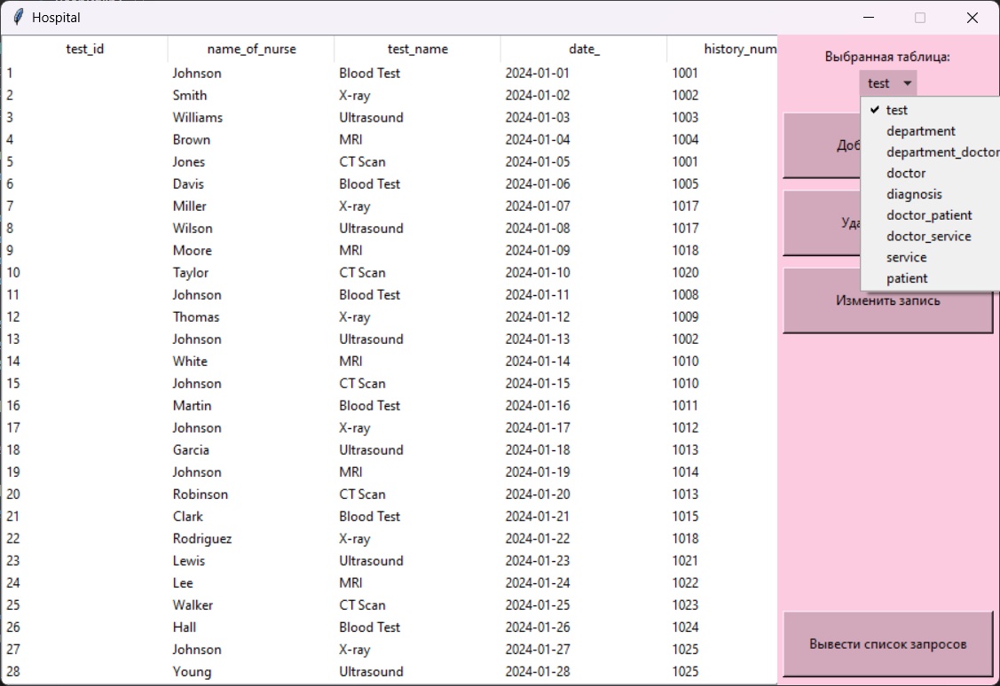 Hospital
test_id name_of_nurse test_name date_ history_num
1 Johnson Blood Test 2024-01-01 1001
2 Smith X-ray 2024-01-02 1002
3 Williams Ultrasound 2024-01-03 1003
4 Brown MRI 2024-01-04 1004
5 Jones CT Scan 2024-01-05 1001
6 Davis Blood Test 2024-01-06 1005
7 Miller X-ray 2024-01-07 1017
8 Wilson Ultrasound 2024-01-08 1017
9 Moore MRI 2024-01-09 1018
10 Taylor CT Scan 2024-01-10 1020
11 Johnson Blood Test 2024-01-11 1008
12 Thomas X-ray 2024-01-12 1009
13 Johnson Ultrasound 2024-01-13 1002
14 White MRI 2024-01-14 1010
15 Johnson CT Scan 2024-01-15 1010
16 Martin Blood Test 2024-01-16 1011
17 Johnson X-ray 2024-01-17 1012
18 Garcia Ultrasound 2024-01-18 1013
19 Johnson MRI 2024-01-19 1014
20 Robinson CT Scan 2024-01-20 1013
21 Clark Blood Test 2024-01-21 1015
22 Rodriguez X-ray 2024-01-22 1018
23 Lewis Ultrasound 2024-01-23 1021
24 Lee MRI 2024-01-24 1022
25 Walker CT Scan 2024-01-25 1023
26 Hall Blood Test 2024-01-26 1024
27 Johnson X-ray 2024-01-27 1025
28 Young Ultrasound 2024-01-28 1025
Выбранная таблица:
test
test
department
department_doctor
doctor
diagnosis
doctor_patient
doctor_service
service
patient
Доб
Уда
Изменить запись
Вывести список запросов